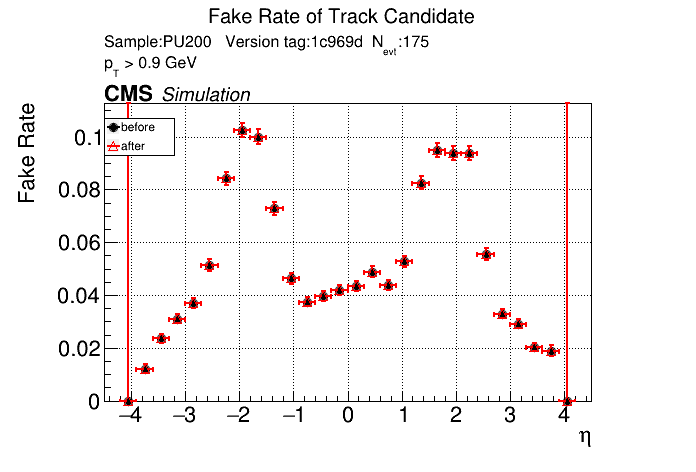 Fake Rate of Track Candidate
Sample:PU200 Version tag:1c969d N_evt:175
p_T > 0.9 GeV
CMS Simulation
Fake Rate
before
after
0.1
0.08
0.06
0.04
0.02
0
−4 −3 −2 −1 0 1 2 3 4
η